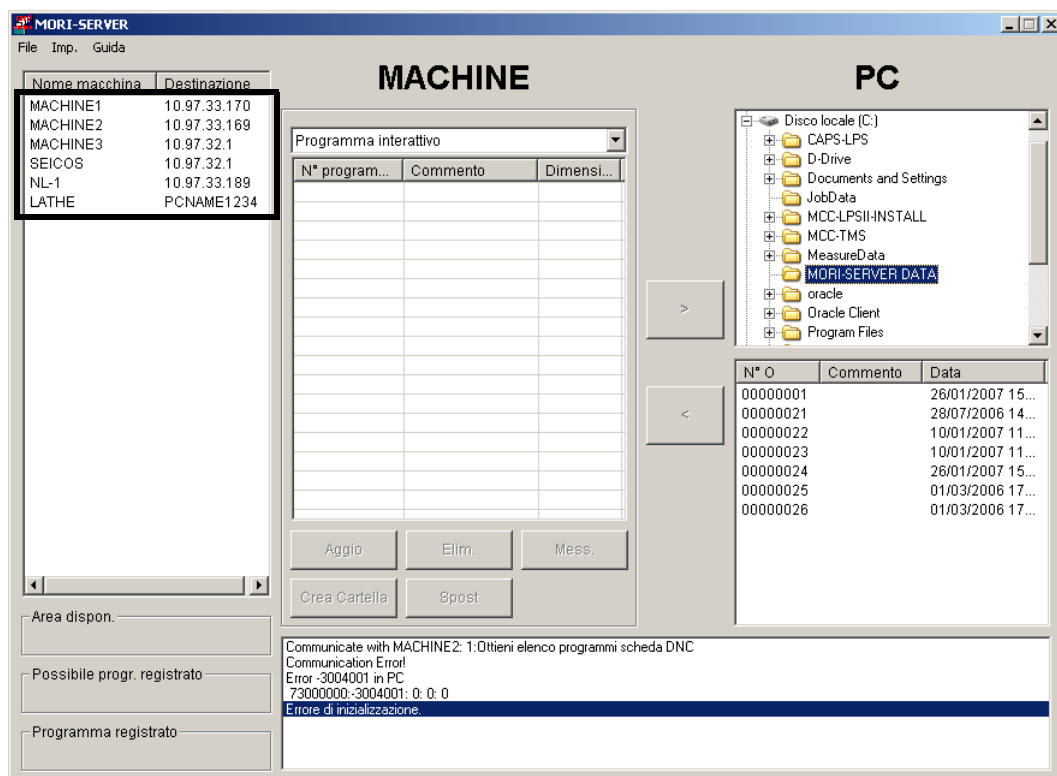 MORI-SERVER
File Imp. Guida
Nome macchina Destinazione
MACHINE1 10.97.33.170
MACHINE2 10.97.33.169
MACHINE3 10.97.32.1
SEICOS 10.97.32.1
NL-1 10.97.33.189
LATHE PCNAME1234
Area dispon.
Possibile progr. registrato
Programma registrato
MACHINE
Programma interattivo
N° program... Commento Dimensi...
Aggio Elim. Mess.
Crea Cartella Spost
>
<
PC
Disco locale (C:)
CAPS-LPS
D-Drive
Documents and Settings
JobData
MCC-LPSII-INSTALL
MCC-TMS
MeasureData
MORI-SERVER DATA
oracle
Oracle Client
Program Files
N° O Commento Data
00000001 26/01/2007 15...
00000021 28/07/2006 14...
00000022 10/01/2007 11...
00000023 10/01/2007 11...
00000024 26/01/2007 15...
00000025 01/03/2006 17...
00000026 01/03/2006 17...
Communicate with MACHINE2: 1:Ottieni elenco programmi scheda DNC
Communication Error!
Error -3004001 in PC
73000000:-3004001: 0: 0: 0
Errore di inizializzazione.